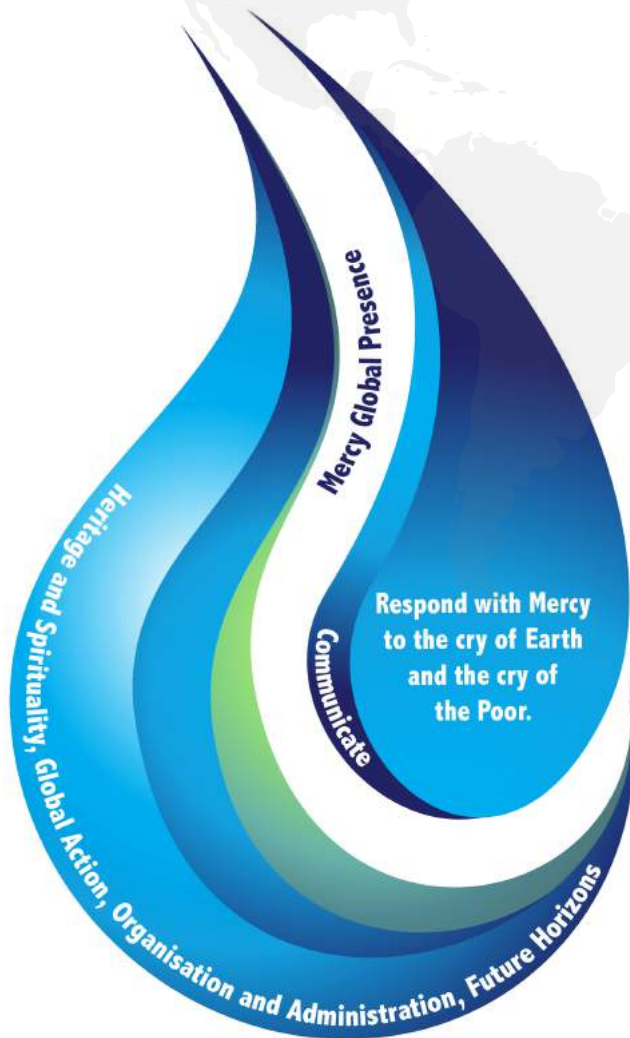 Mercy Global Presence
Communicate
Respond with Mercy
to the cry of Earth
and the cry of
the Poor.
Heritage and Spirituality, Global Action, Organisation and Administration, Future Horizons